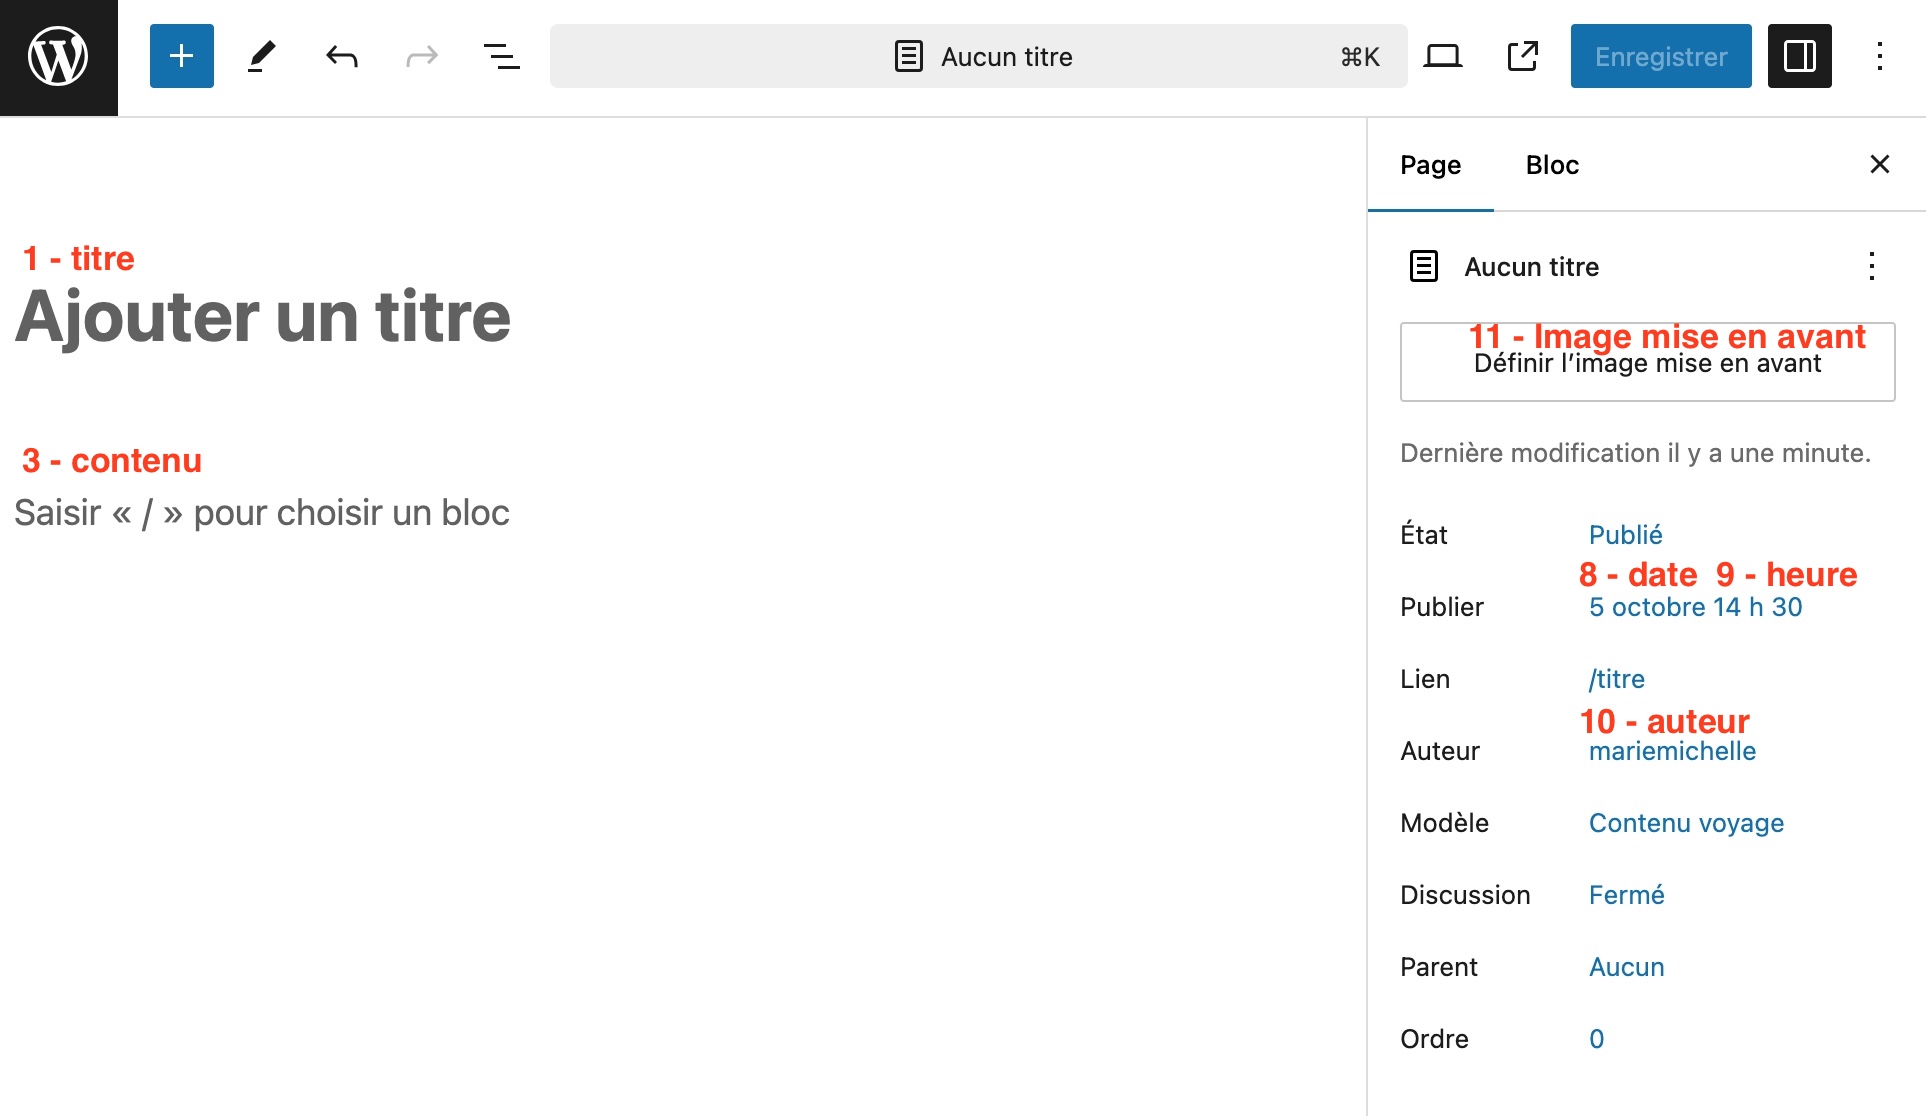 Aucun titre
⌘K
Enregistrer
Page
Bloc
1 - titre
Ajouter un titre
3 - contenu
Saisir « / » pour choisir un bloc
Aucun titre
11 - Image mise en avant
Définir l’image mise en avant
Dernière modification il y a une minute.
État Publié
8 - date 9 - heure
Publier 5 octobre 14 h 30
Lien /titre
10 - auteur
Auteur mariemichelle
Modèle Contenu voyage
Discussion Fermé
Parent Aucun
Ordre 0